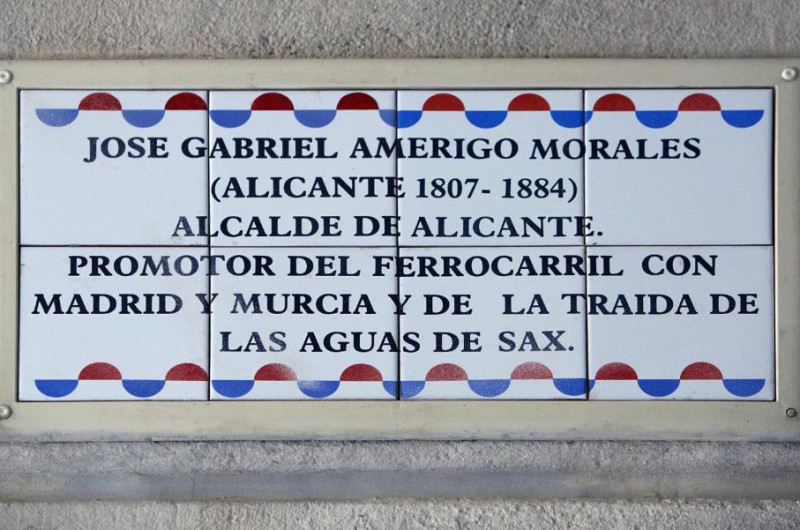 JOSE GABRIEL AMERIGO MORALES
(ALICANTE 1807- 1884)
ALCALDE DE ALICANTE.
PROMOTOR DEL FERROCARRIL CON
MADRID Y MURCIA Y DE LA TRAIDA DE
LAS AGUAS DE SAX.